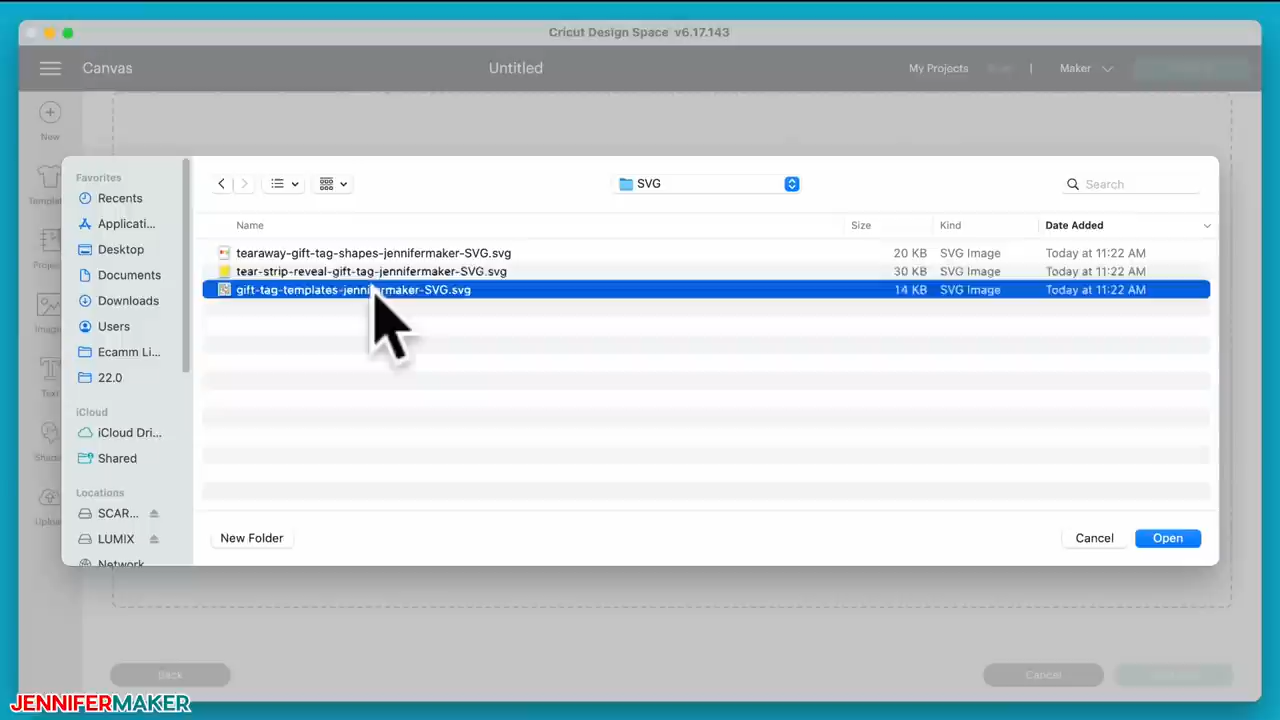 Cricut Design Space v6.17.143
Canvas
Untitled
My Projects
|
Maker
New
Favorites
Recents
Applicati...
Desktop
Documents
Downloads
Users
Ecamm Li...
22.0
iCloud
iCloud Dri...
Shared
Locations
SCAR...
LUMIX
Network
SVG
Search
Name Size Kind Date Added
tearaway-gift-tag-shapes-jennifermaker-SVG.svg 20 KB SVG Image Today at 11:22 AM
tear-strip-reveal-gift-tag-jennifermaker-SVG.svg 30 KB SVG Image Today at 11:22 AM
gift-tag-templates-jennifermaker-SVG.svg 14 KB SVG Image Today at 11:22 AM
New Folder
Cancel
Open
Back
Cancel
JENNIFERMAKER